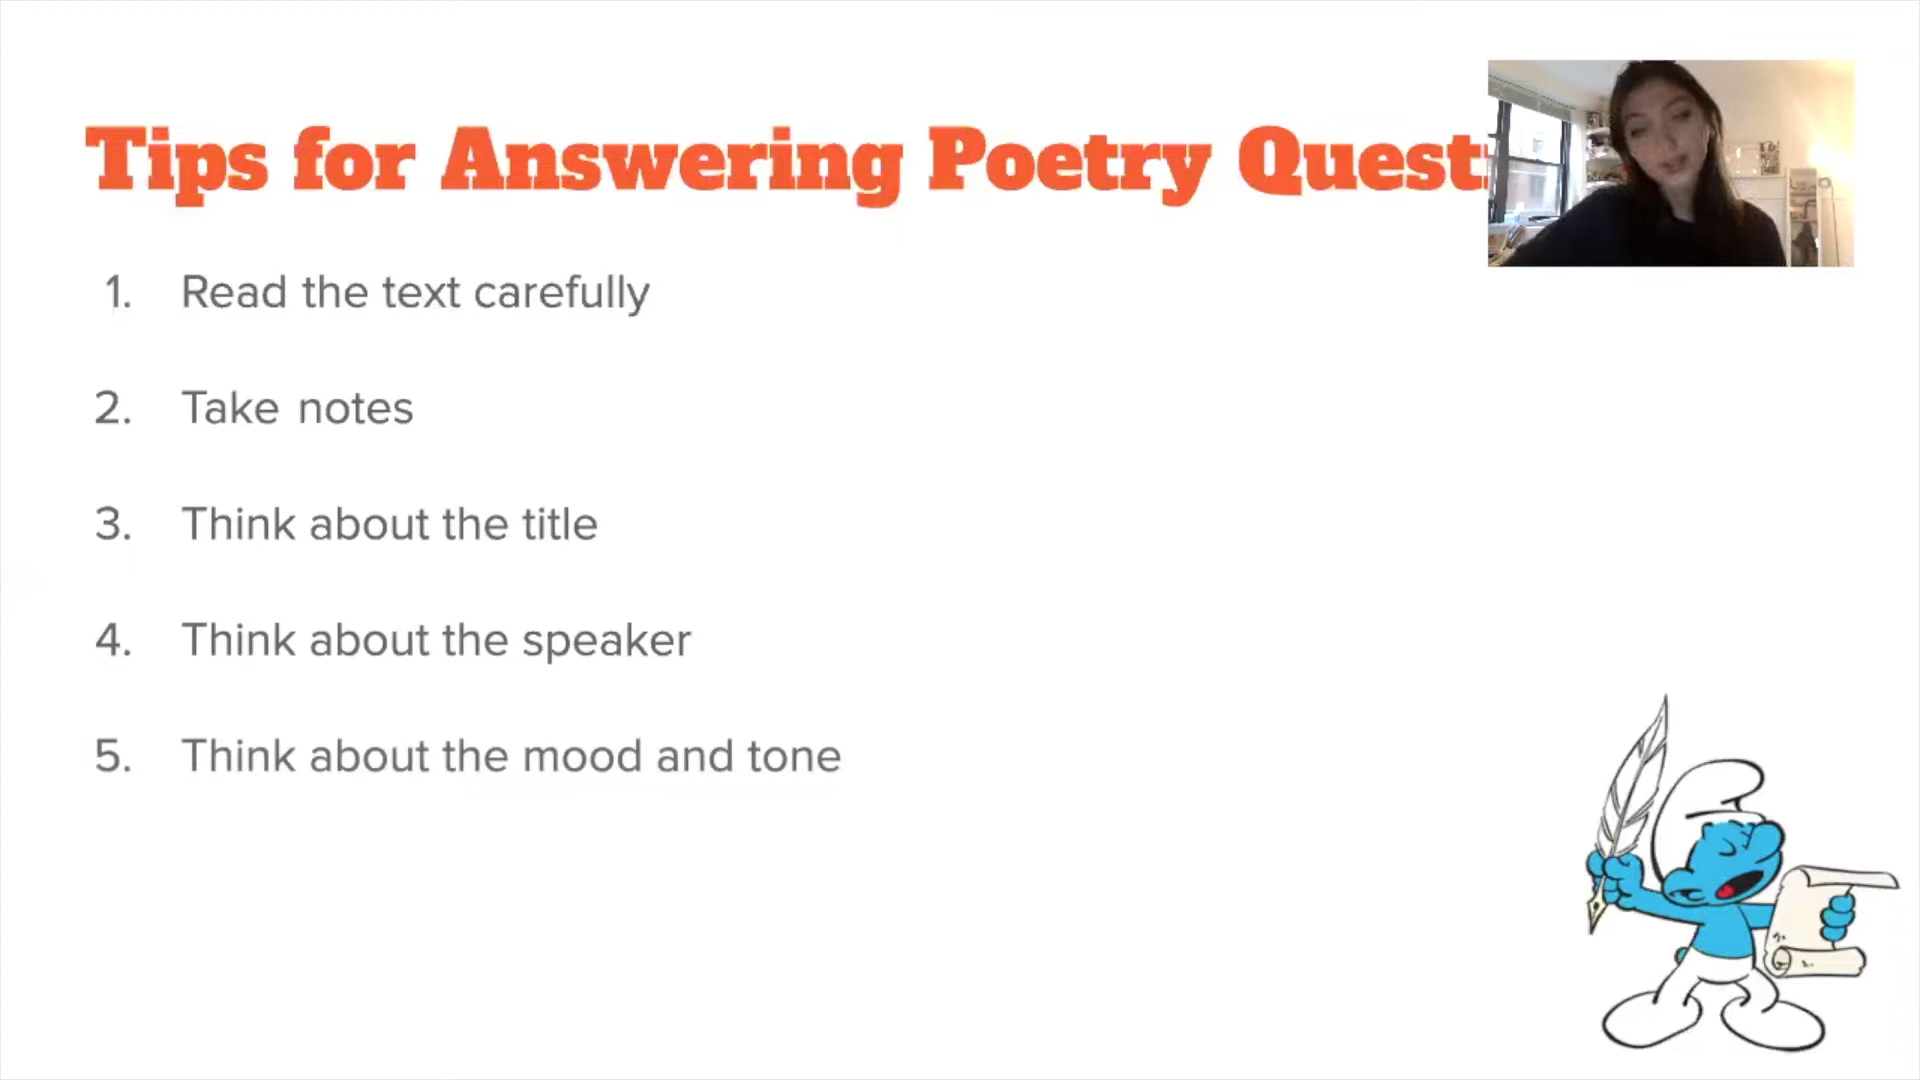 Tips for Answering Poetry Quest
1. Read the text carefully
2. Take notes
3. Think about the title
4. Think about the speaker
5. Think about the mood and tone